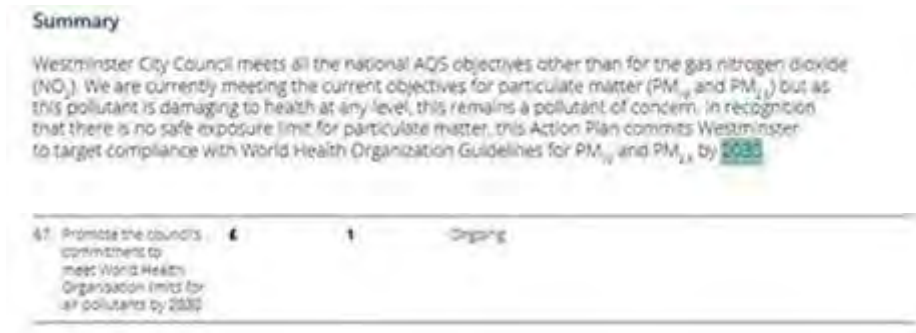 Summary
Westminster City Council meets all the national AQS objectives other than for the gas nitrogen dioxide
(NO₂). We are currently meeting the current objectives for particulate matter (PM₁₀ and PM₂.₅) but as
this pollutant is damaging to health at any level, this remains a pollutant of concern. In recognition
that there is no safe exposure limit for particulate matter, this Action Plan commits Westminster
to target compliance with World Health Organization Guidelines for PM₁₀ and PM₂.₅ by 2030.
67 Promote the council's £ 1 Ongoing
commitment to
meet World Health
Organisation limits for
air pollutants by 2030